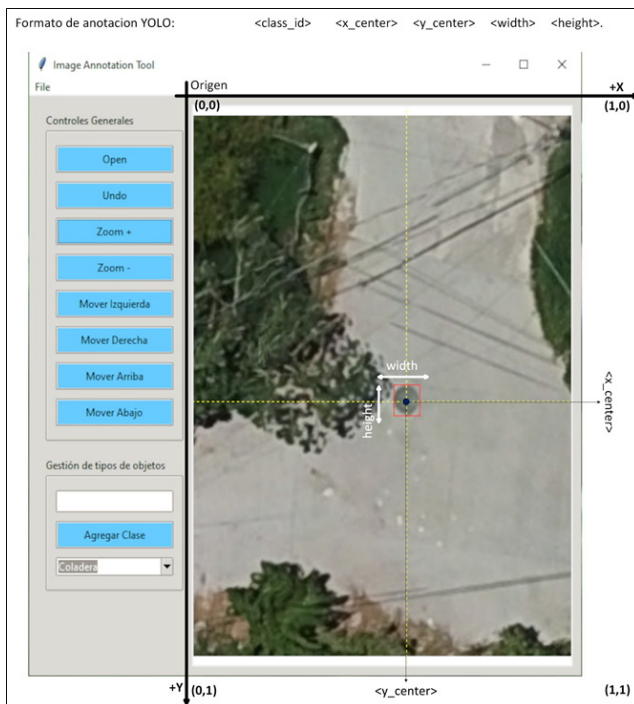 Formato de anotacion YOLO: <class_id> <x_center> <y_center> <width> <height>.
Image Annotation Tool
File
Origen
+X
(0,0)
(1,0)
Controles Generales
Open
Undo
Zoom +
Zoom -
Mover Izquierda
Mover Derecha
Mover Arriba
Mover Abajo
width
height
<x_center>
Gestión de tipos de objetos
Agregar Clase
Coladera
+Y
(0,1)
<y_center>
(1,1)